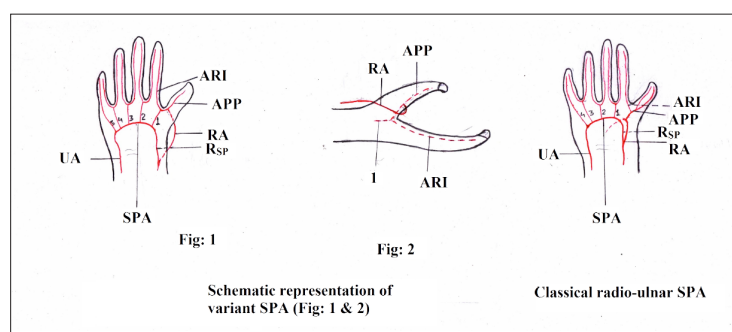 ARI
APP
RA
RSP
UA
SPA
5 4 3 2 1
Fig: 1
APP
RA
1
ARI
Fig: 2
ARI
APP
RSP
RA
UA
SPA
4 3 2 1
Schematic representation of
variant SPA (Fig: 1 & 2)
Classical radio-ulnar SPA